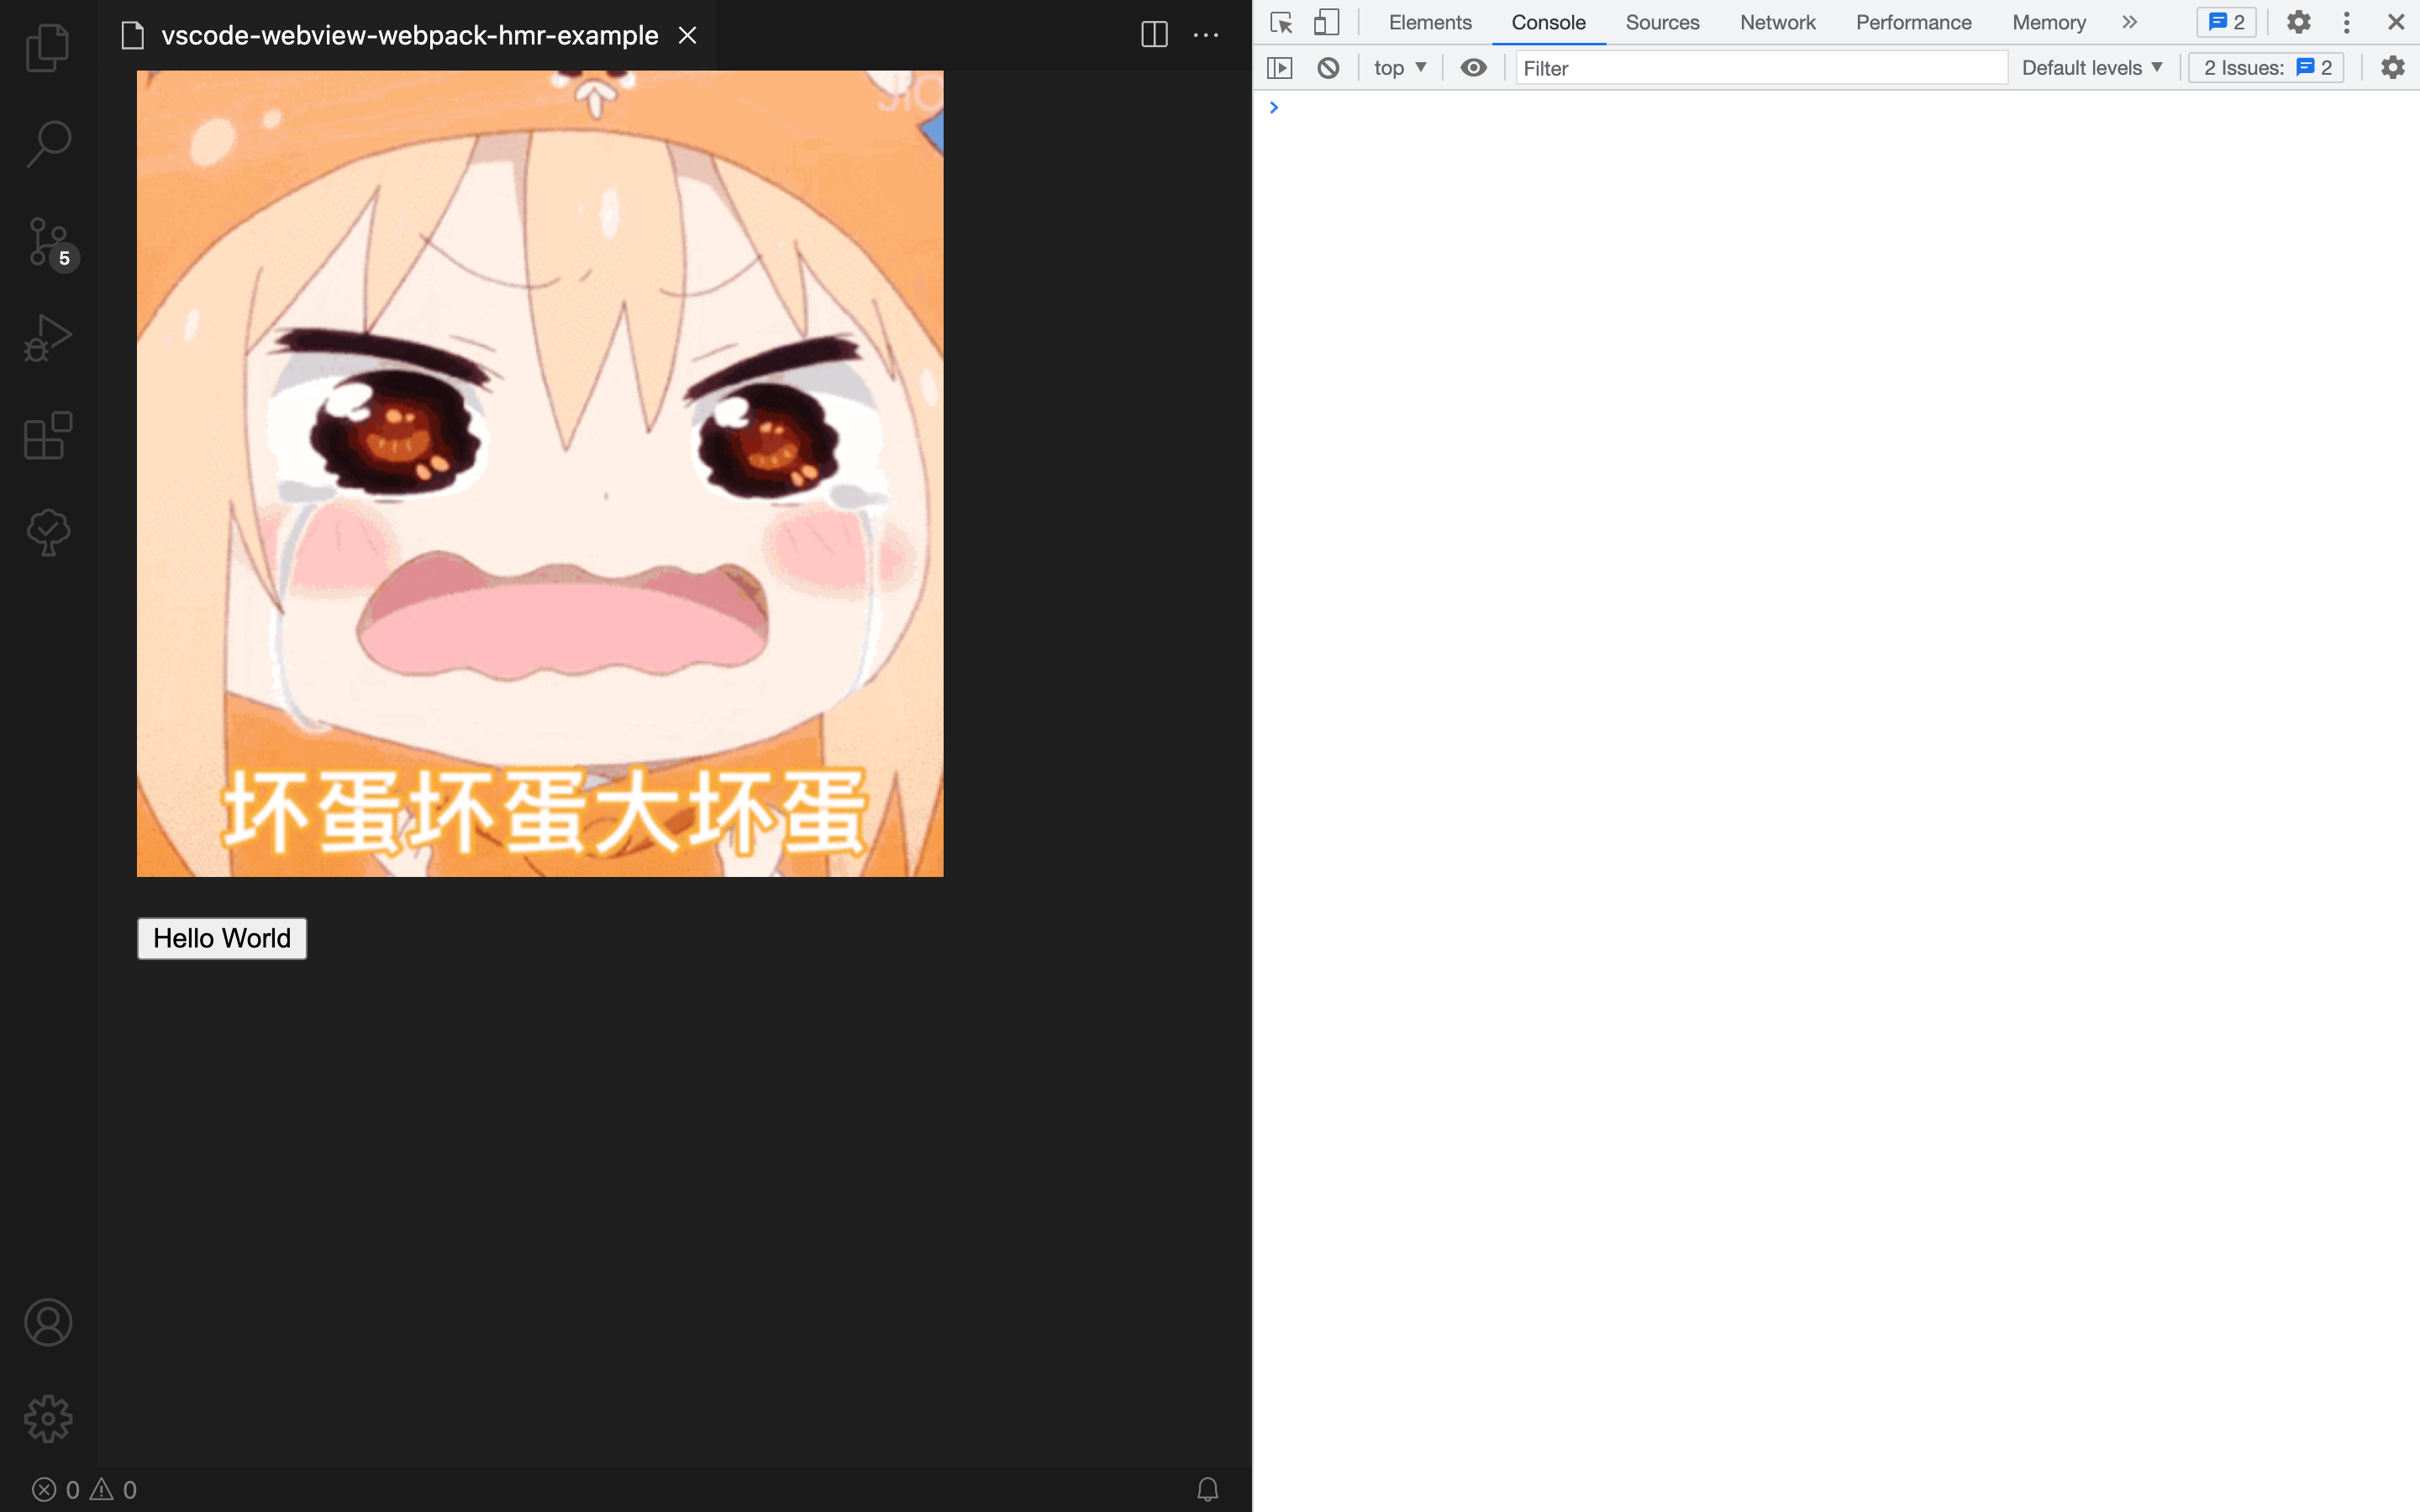 vscode-webview-webpack-hmr-example
5
坏蛋坏蛋大坏蛋
Hello World
0 0
Elements Console Sources Network Performance Memory 2
top Filter Default levels 2 Issues: 2